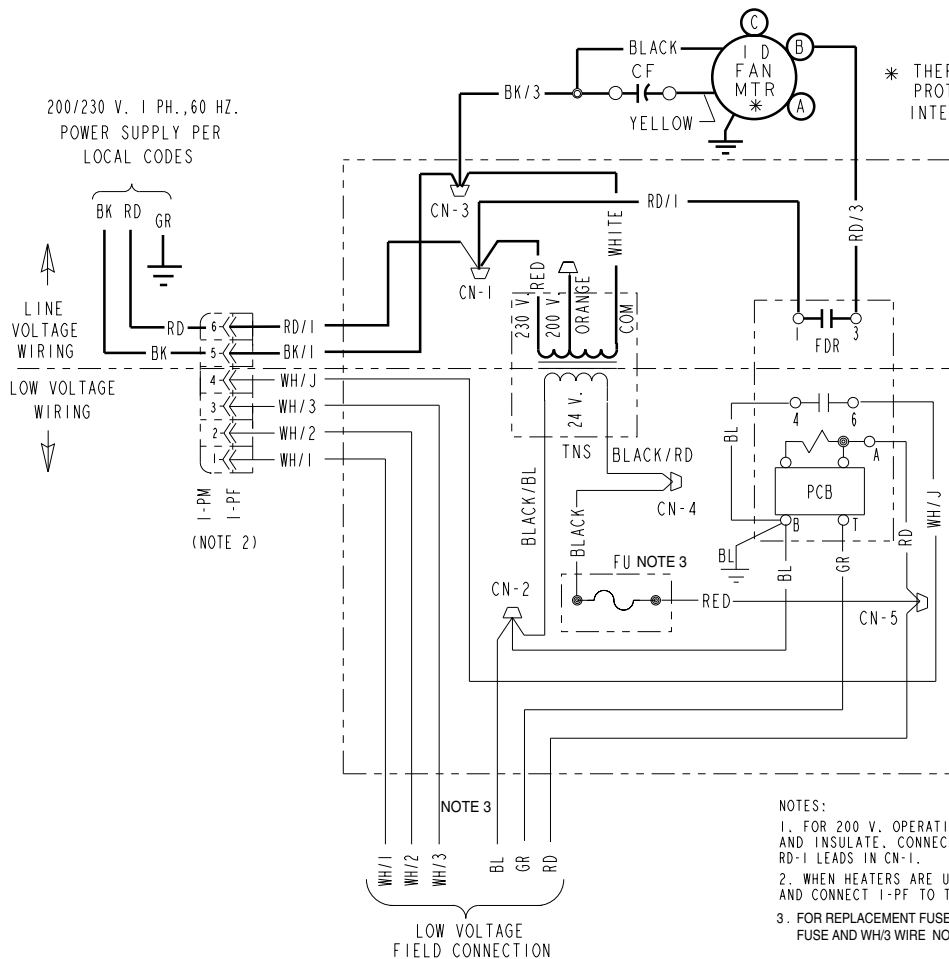 C
BLACK
I D
FAN
MTR
*
B
A
CF
BK/3
YELLOW
* THER
PROT
INTE
200/230 V. 1 PH.,60 HZ.
POWER SUPPLY PER
LOCAL CODES
BK RD GR
CN-3
RD/1
RD/3
WHITE
CN-1
RED
230 V.
200 V.
ORANGE
COM
LINE
VOLTAGE
WIRING
RD
6
RD/1
1
3
FDR
BK
5
BK/1
LOW VOLTAGE
WIRING
4
WH/J
3
WH/3
2
WH/2
1
WH/1
24 V.
4
6
BL
A
TNS
BLACK/RD
PCB
1-PM
1-PF
(NOTE 2)
BLACK/BL
BLACK
CN-4
WH/J
RD
B
T
BL
BL
GR
FU NOTE 3
CN-2
RED
CN-5
NOTE 3
WH/1
WH/2
WH/3
BL
GR
RD
LOW VOLTAGE
FIELD CONNECTION
NOTES:
1. FOR 200 V. OPERATI
AND INSULATE. CONNEC
RD-1 LEADS IN CN-1.
2. WHEN HEATERS ARE U
AND CONNECT 1-PF TO T
3. FOR REPLACEMENT FUSE
FUSE AND WH/3 WIRE NO